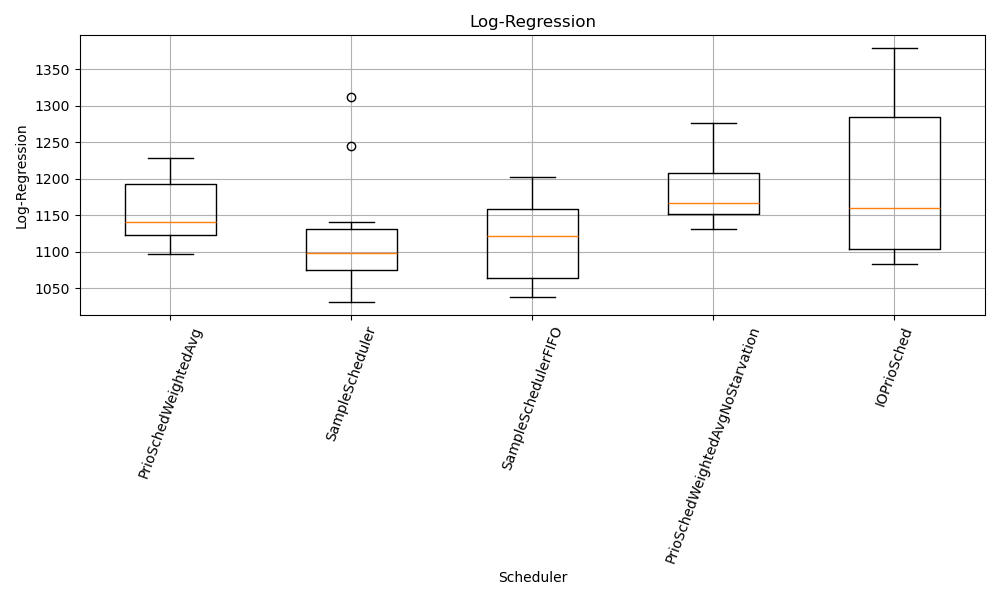 Log-Regression
Log-Regression
1350
1300
1250
1200
1150
1100
1050
PrioSchedWeightedAvg
SampleScheduler
SampleSchedulerFIFO
PrioSchedWeightedAvgNoStarvation
IOPrioSched
Scheduler